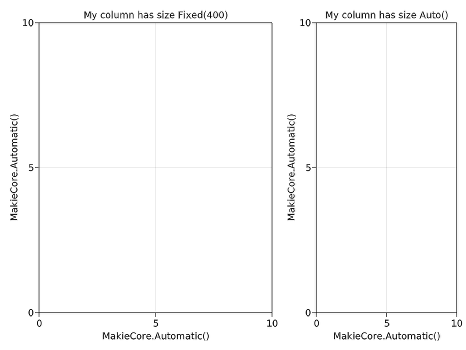 My column has size Fixed(400)
10
5
0
MakieCore.Automatic()
0 5 10
MakieCore.Automatic()
My column has size Auto()
10
5
0
MakieCore.Automatic()
0 5 10
MakieCore.Automatic()